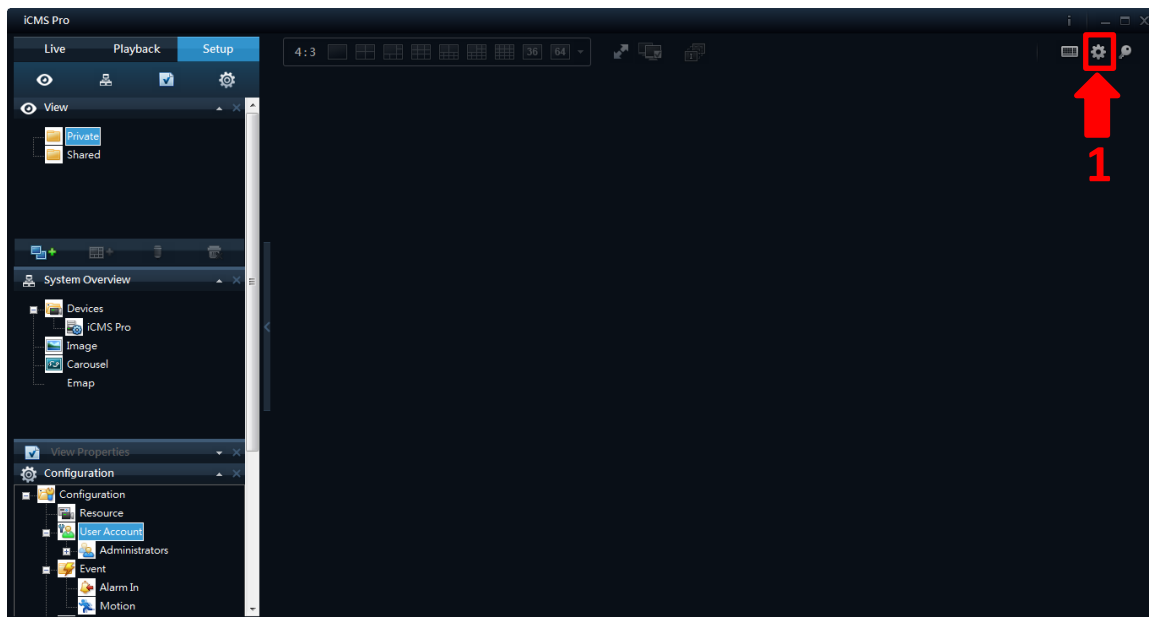 iCMS Pro
Live Playback Setup
4:3 36 64
View
Private
Shared
1
System Overview
Devices
iCMS Pro
Image
Carousel
Emap
View Properties
Configuration
Configuration
Resource
User Account
Administrators
Event
Alarm In
Motion